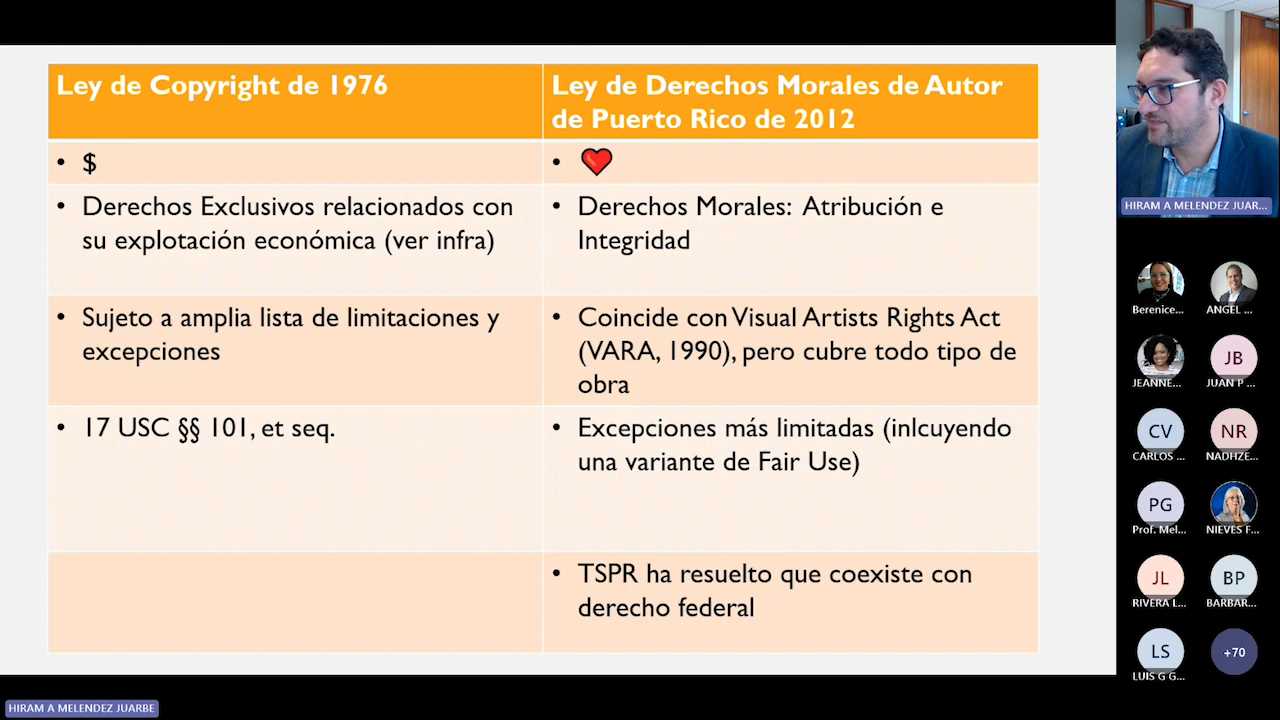 Ley de Copyright de 1976
Ley de Derechos Morales de Autor
de Puerto Rico de 2012
• $
•
• Derechos Exclusivos relacionados con
su explotación económica (ver infra)
• Derechos Morales: Atribución e
Integridad
• Sujeto a amplia lista de limitaciones y
excepciones
• Coincide con Visual Artists Rights Act
(VARA, 1990), pero cubre todo tipo de
obra
• 17 USC §§ 101, et seq.
• Excepciones más limitadas (inlcuyendo
una variante de Fair Use)
• TSPR ha resuelto que coexiste con
derecho federal
HIRAM A MELENDEZ JUAR...
Berenice...
ANGEL ...
JEANNE...
JB
JUAN P ...
CV
CARLOS ...
NR
NADHZE...
PG
Prof. Mel...
NIEVES F...
JL
RIVERA L...
BP
BARBAR...
LS
LUIS G G...
+70
HIRAM A MELENDEZ JUARBE